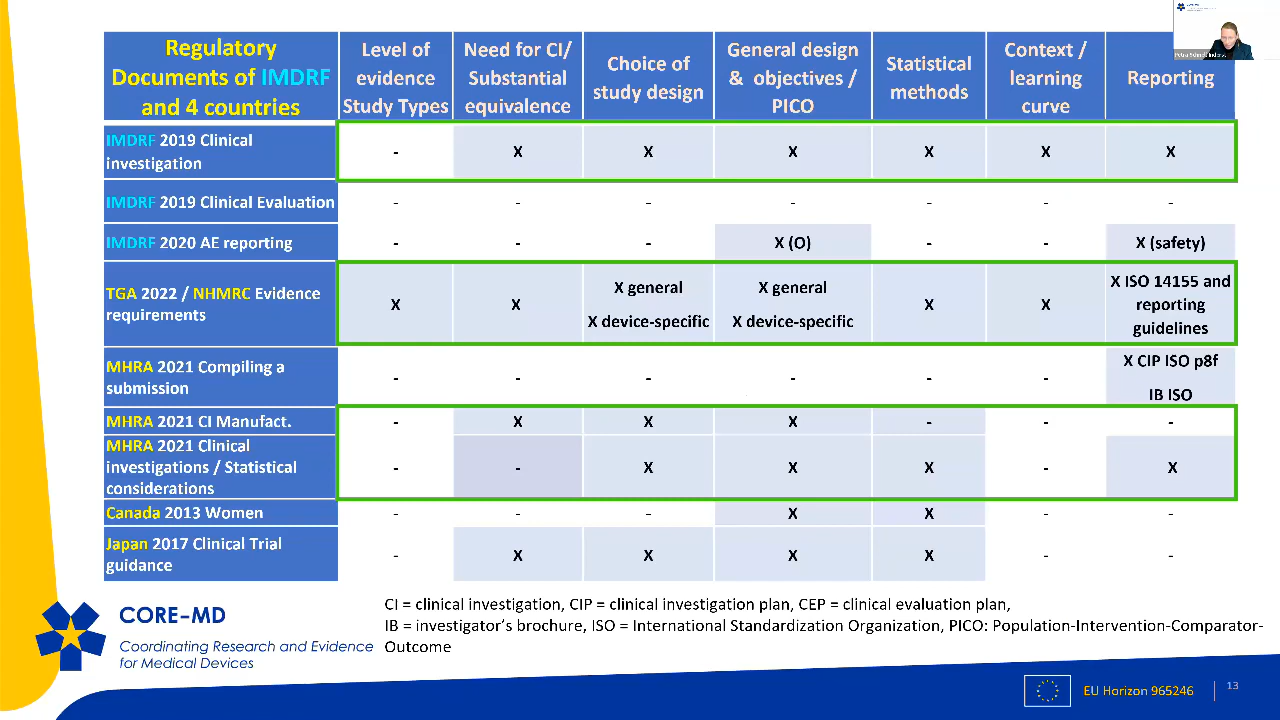 CORE-MD
Regulatory Documents of IMDRF and 4 countries
Level of evidence Study Types
Need for CI/ Substantial equivalence
Choice of study design
General design & objectives / PICO
Statistical methods
Context / learning curve
Reporting
IMDRF 2019 Clinical investigation
- X X X X X X
IMDRF 2019 Clinical Evaluation
- - - - - - -
IMDRF 2020 AE reporting
- - - X (O) - - X (safety)
TGA 2022 / NHMRC Evidence requirements
X X
X general
X device-specific
X general
X device-specific
X X
X ISO 14155 and reporting guidelines
MHRA 2021 Compiling a submission
- - - - - -
X CIP ISO p8f
IB ISO
MHRA 2021 CI Manufact.
- X X X - - -
MHRA 2021 Clinical investigations / Statistical considerations
- - X X X - X
Canada 2013 Women
- - - X X - -
Japan 2017 Clinical Trial guidance
- X X X X - -
CI = clinical investigation, CIP = clinical investigation plan, CEP = clinical evaluation plan,
IB = investigator's brochure, ISO = International Standardization Organization, PICO: Population-Intervention-Comparator-
Outcome
CORE–MD
Coordinating Research and Evidence
for Medical Devices
EU Horizon 965246
13